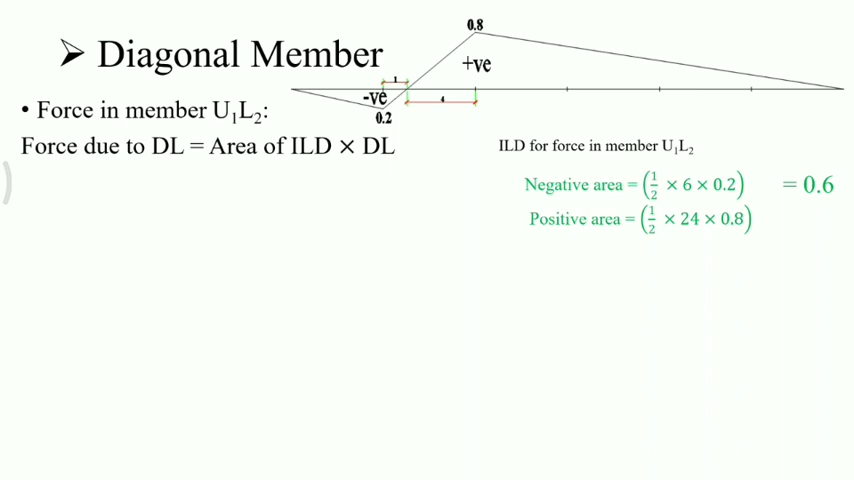 0.8
➢ Diagonal Member
+ve
1
-ve
4
• Force in member U₁L₂:
0.2
Force due to DL = Area of ILD × DL
ILD for force in member U₁L₂
Negative area = (1/2 × 6 × 0.2) = 0.6
Positive area = (1/2 × 24 × 0.8)